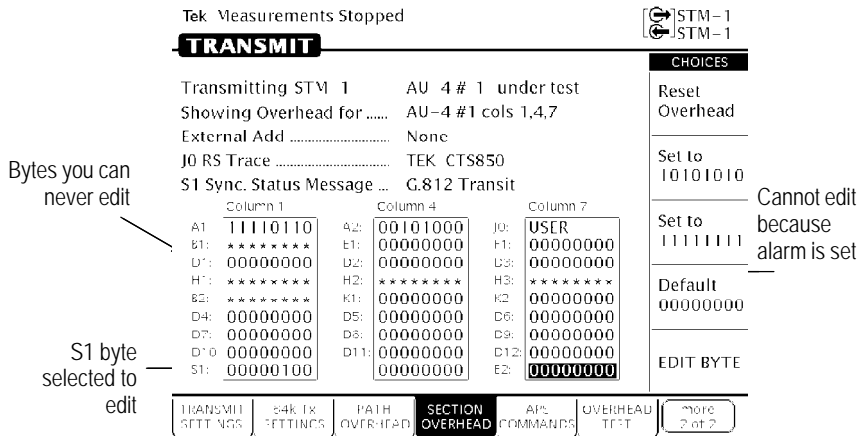 Tek Measurements Stopped
STM-1
STM-1
TRANSMIT
CHOICES
Transmitting STM 1 AU 4 # 1 under test
Showing Overhead for ...... AU-4 #1 cols 1,4,7
External Add ............................ None
J0 RS Trace ............................... TEK CTS850
S1 Sync. Status Message ... G.812 Transit
Reset
Overhead
Set to
10101010
Set to
11111111
Default
00000000
EDIT BYTE
Bytes you can
never edit
Cannot edit
because
alarm is set
S1 byte
selected to
edit
Column 1 Column 4 Column 7
A1 11110110 A2: 00101000 J0: USER
B1: ******** E1: 00000000 F1: 00000000
D1: 00000000 D2: 00000000 D3: 00000000
H1: ******** H2: ******** H3: ********
B2: ******** K1: 00000000 K2 00000000
D4: 00000000 D5: 00000000 D6: 00000000
D7: 00000000 D8: 00000000 D9: 00000000
D10 00000000 D11: 00000000 D12: 00000000
S1: 00000100 00000000 E2: 00000000
TRANSMIT SETTINGS
64k Tx SETTINGS
PATH OVERHEAD
SECTION OVERHEAD
APS COMMANDS
OVERHEAD TEST
more
2 of 2